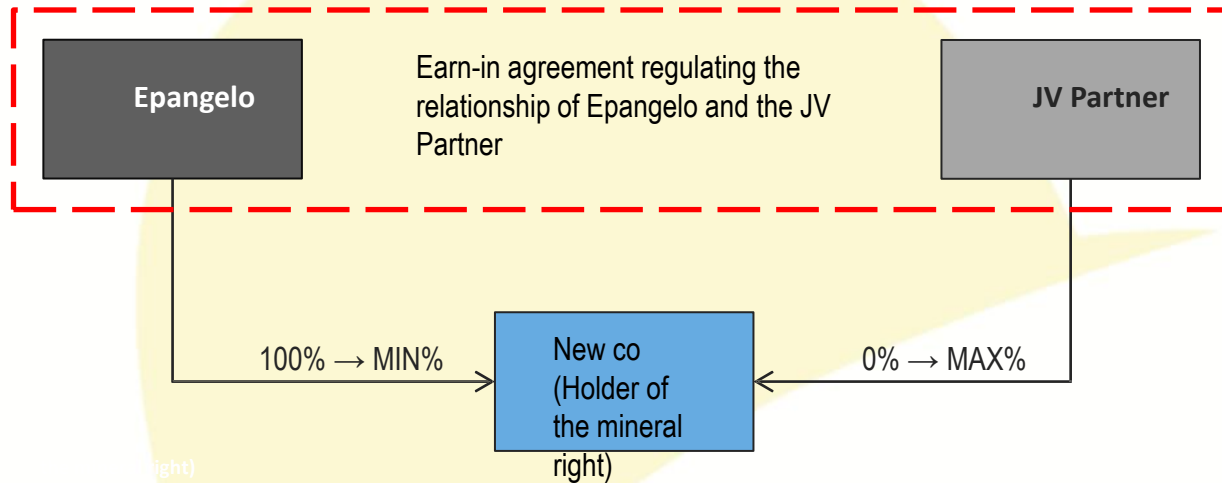 Epangelo
Earn-in agreement regulating the
relationship of Epangelo and the JV
Partner
JV Partner
100% → MIN%
New co
(Holder of
the mineral
right)
0% → MAX%
ight)